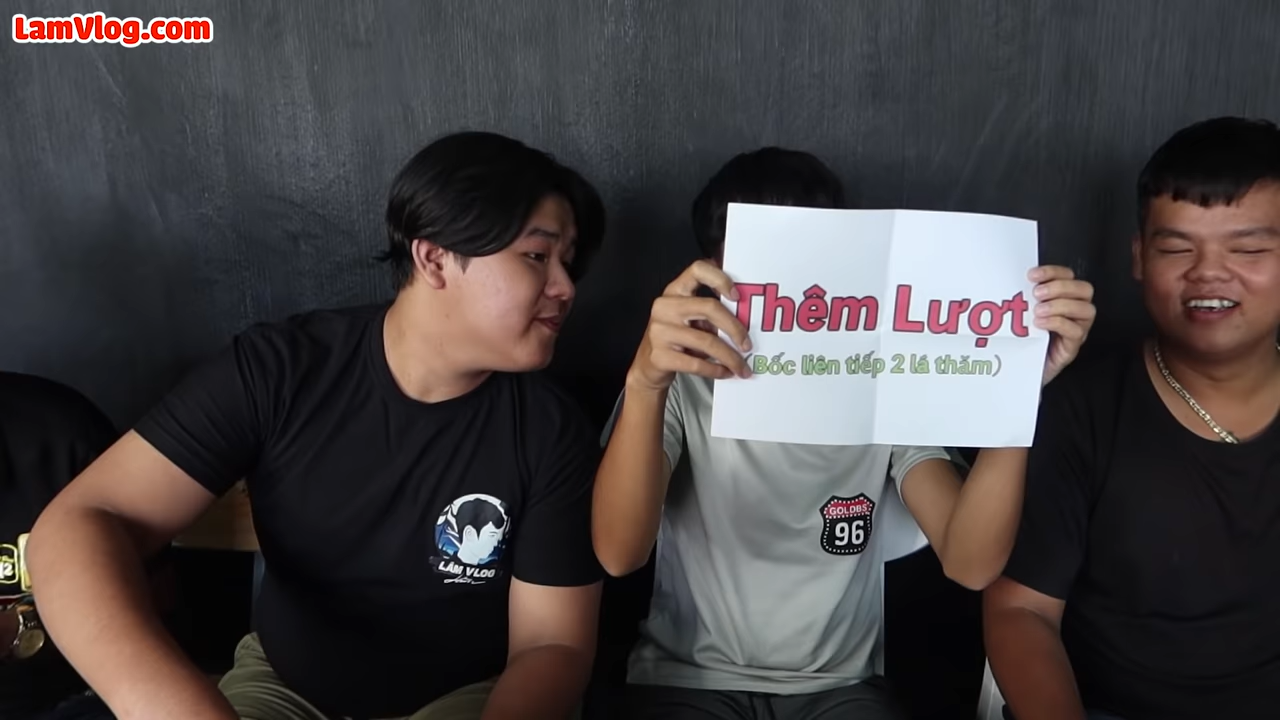 LamVlog.com
Thêm Lượt
(Bốc liên tiếp 2 lá thăm)
GOLDBS
96
LÂM VLOG